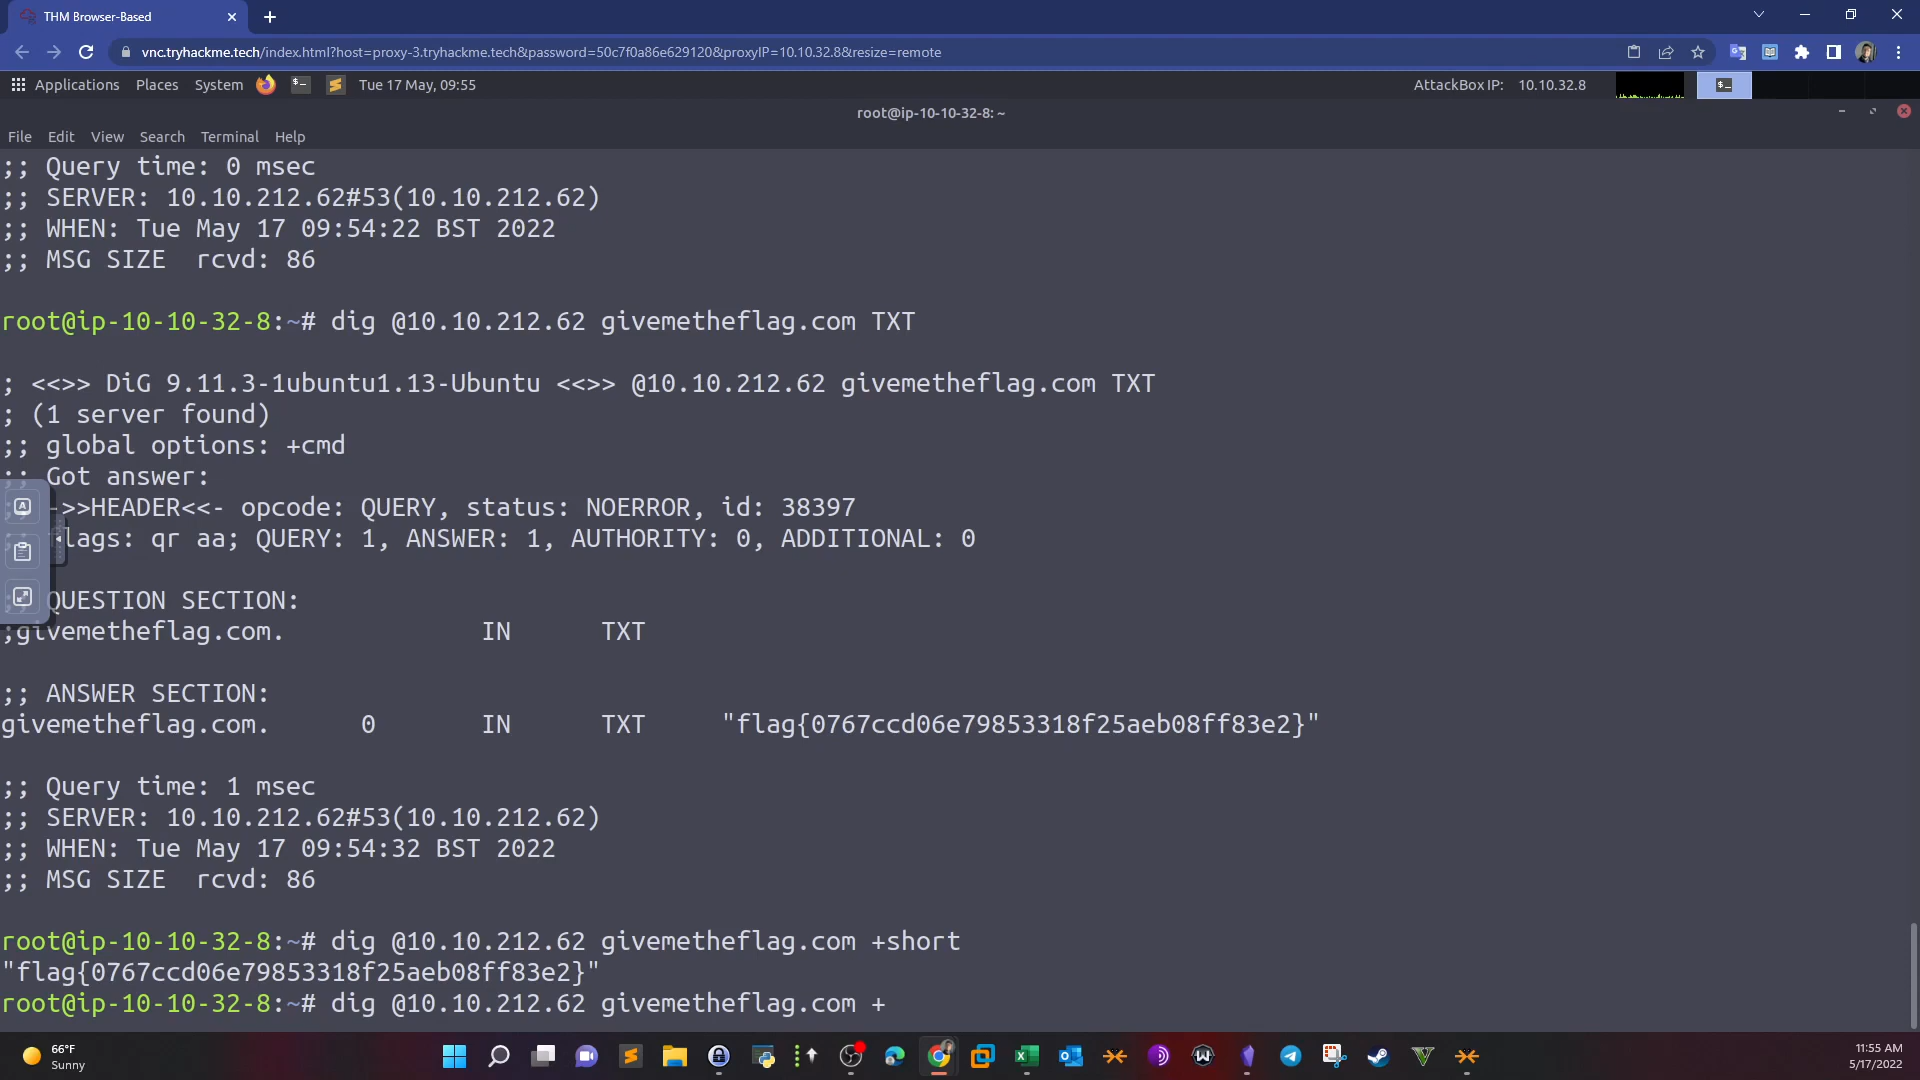 THM Browser-Based
vnc.tryhackme.tech/index.html?host=proxy-3.tryhackme.tech&password=50c7f0a86e629120&proxyIP=10.10.32.8&resize=remote
Applications Places System Tue 17 May, 09:55 AttackBox IP: 10.10.32.8
root@ip-10-10-32-8: ~
File Edit View Search Terminal Help
;; Query time: 0 msec
;; SERVER: 10.10.212.62#53(10.10.212.62)
;; WHEN: Tue May 17 09:54:22 BST 2022
;; MSG SIZE  rcvd: 86
root@ip-10-10-32-8:~# dig @10.10.212.62 givemetheflag.com TXT
; <<>> DiG 9.11.3-1ubuntu1.13-Ubuntu <<>> @10.10.212.62 givemetheflag.com TXT
; (1 server found)
;; global options: +cmd
;; Got answer:
->>HEADER<<- opcode: QUERY, status: NOERROR, id: 38397
lags: qr aa; QUERY: 1, ANSWER: 1, AUTHORITY: 0, ADDITIONAL: 0
QUESTION SECTION:
;givemetheflag.com. IN TXT
;; ANSWER SECTION:
givemetheflag.com. 0 IN TXT "flag{0767ccd06e79853318f25aeb08ff83e2}"
;; Query time: 1 msec
;; SERVER: 10.10.212.62#53(10.10.212.62)
;; WHEN: Tue May 17 09:54:32 BST 2022
;; MSG SIZE  rcvd: 86
root@ip-10-10-32-8:~# dig @10.10.212.62 givemetheflag.com +short
"flag{0767ccd06e79853318f25aeb08ff83e2}"
root@ip-10-10-32-8:~# dig @10.10.212.62 givemetheflag.com +
66°F
Sunny
11:55 AM
5/17/2022